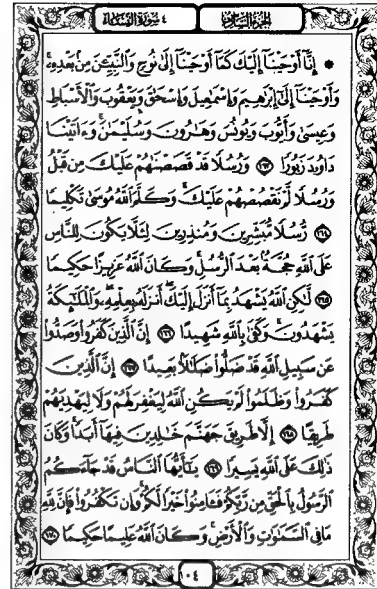 ٤ سورة النساء
الجزء السادس
۞ إِنَّآ أَوْحَيْنَآ إِلَيْكَ كَمَآ أَوْحَيْنَآ إِلَىٰ نُوحٍ وَٱلنَّبِيِّـۧنَ مِنۢ بَعْدِهِۦ
وَأَوْحَيْنَآ إِلَىٰٓ إِبْرَٰهِيمَ وَإِسْمَٰعِيلَ وَإِسْحَٰقَ وَيَعْقُوبَ وَٱلْأَسْبَاطِ
وَعِيسَىٰ وَأَيُّوبَ وَيُونُسَ وَهَٰرُونَ وَسُلَيْمَٰنَ ۚ وَءَاتَيْنَا
دَاوُۥدَ زَبُورًا ١٦٣ وَرُسُلًا قَدْ قَصَصْنَٰهُمْ عَلَيْكَ مِن قَبْلُ
وَرُسُلًا لَّمْ نَقْصُصْهُمْ عَلَيْكَ ۚ وَكَلَّمَ ٱللَّهُ مُوسَىٰ تَكْلِيمًا
١٦٤ رُّسُلًا مُّبَشِّرِينَ وَمُنذِرِينَ لِئَلَّا يَكُونَ لِلنَّاسِ
عَلَى ٱللَّهِ حُجَّةٌۢ بَعْدَ ٱلرُّسُلِ ۚ وَكَانَ ٱللَّهُ عَزِيزًا حَكِيمًا
١٦٥ لَّٰكِنِ ٱللَّهُ يَشْهَدُ بِمَآ أَنزَلَ إِلَيْكَ ۖ أَنزَلَهُۥ بِعِلْمِهِۦ ۖ وَٱلْمَلَٰٓئِكَةُ
يَشْهَدُونَ ۚ وَكَفَىٰ بِٱللَّهِ شَهِيدًا ١٦٦ إِنَّ ٱلَّذِينَ كَفَرُوا۟ وَصَدُّوا۟
عَن سَبِيلِ ٱللَّهِ قَدْ ضَلُّوا۟ ضَلَٰلًۢا بَعِيدًا ١٦٧ إِنَّ ٱلَّذِينَ
كَفَرُوا۟ وَظَلَمُوا۟ لَمْ يَكُنِ ٱللَّهُ لِيَغْفِرَ لَهُمْ وَلَا لِيَهْدِيَهُمْ
طَرِيقًا ١٦٨ إِلَّا طَرِيقَ جَهَنَّمَ خَٰلِدِينَ فِيهَآ أَبَدًا ۚ وَكَانَ
ذَٰلِكَ عَلَى ٱللَّهِ يَسِيرًا ١٦٩ يَٰٓأَيُّهَا ٱلنَّاسُ قَدْ جَآءَكُمُ
ٱلرَّسُولُ بِٱلْحَقِّ مِن رَّبِّكُمْ فَـَٔامِنُوا۟ خَيْرًا لَّكُمْ ۚ وَإِن تَكْفُرُوا۟ فَإِنَّ لِلَّهِ
مَا فِى ٱلسَّمَٰوَٰتِ وَٱلْأَرْضِ ۚ وَكَانَ ٱللَّهُ عَلِيمًا حَكِيمًا ١٧٠
١٠٤